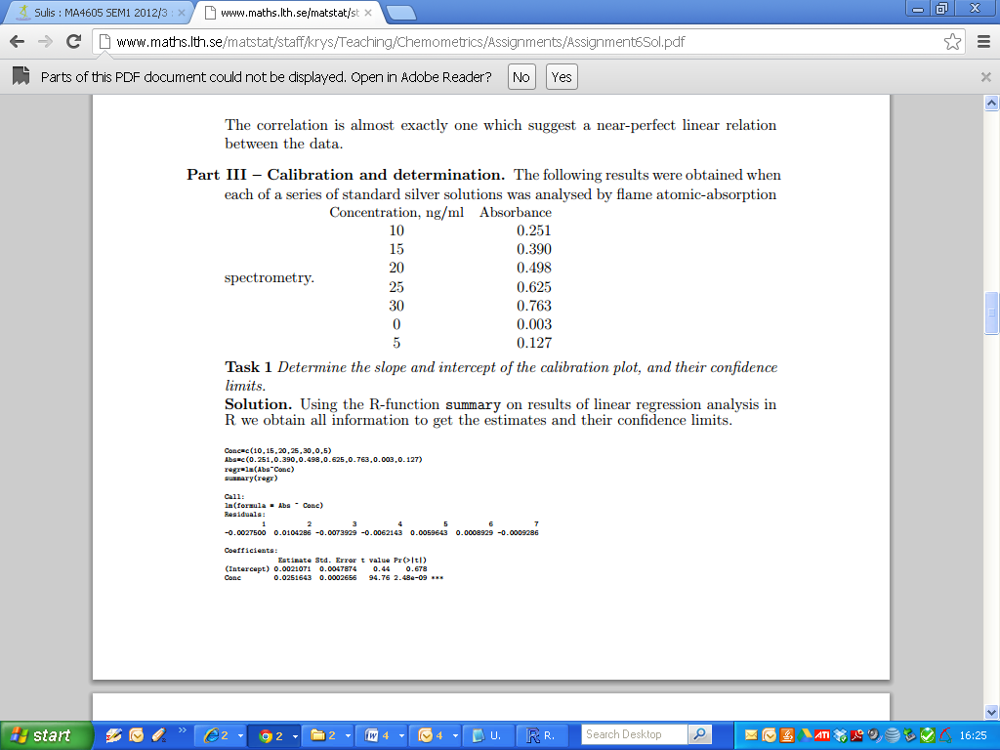 Sulis : MA4605 SEM1 2012/3 :
www.maths.lth.se/matstat/st
www.maths.lth.se/matstat/staff/krys/Teaching/Chemometrics/Assignments/Assignment6Sol.pdf
Parts of this PDF document could not be displayed. Open in Adobe Reader? No Yes
The correlation is almost exactly one which suggest a near-perfect linear relation
between the data.
Part III – Calibration and determination. The following results were obtained when
each of a series of standard silver solutions was analysed by flame atomic-absorption
Concentration, ng/ml Absorbance
10 0.251
15 0.390
20 0.498
spectrometry.
25 0.625
30 0.763
0 0.003
5 0.127
Task 1 Determine the slope and intercept of the calibration plot, and their confidence
limits.
Solution. Using the R-function summary on results of linear regression analysis in
R we obtain all information to get the estimates and their confidence limits.
Conc=c(10,15,20,25,30,0,5)
Abs=c(0.251,0.390,0.498,0.625,0.763,0.003,0.127)
regr=lm(Abs~Conc)
summary(regr)
Call:
lm(formula = Abs ~ Conc)
Residuals:
1 2 3 4 5 6 7
-0.0027500 0.0104286 -0.0073929 -0.0062143 0.0059643 0.0008929 -0.0009286
Coefficients:
Estimate Std. Error t value Pr(>|t|)
(Intercept) 0.0021071 0.0047874 0.44 0.678
Conc 0.0251643 0.0002656 94.76 2.48e-09 ***
start 2 2 2 4 4 U. R. Search Desktop ATI 16:25